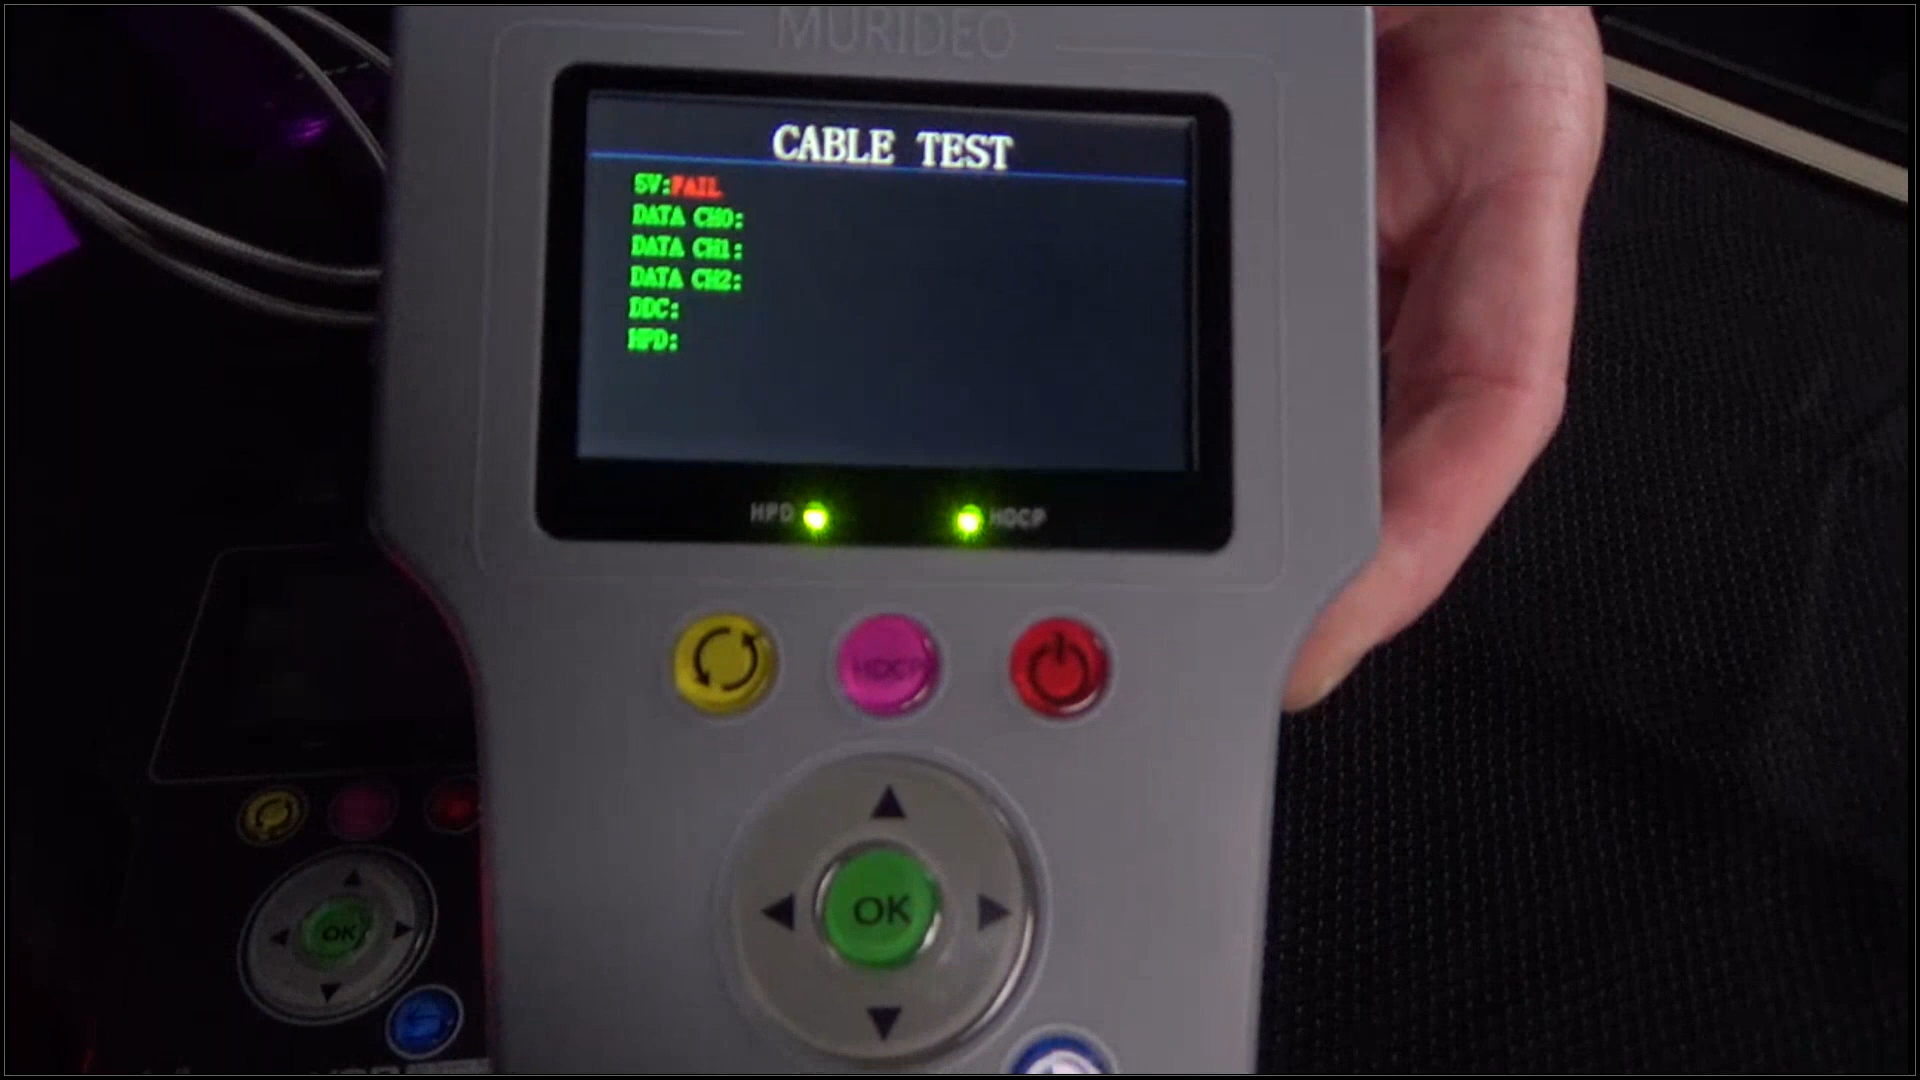 MURIDEO
CABLE TEST
5V:FAIL
DATA CH0:
DATA CH1:
DATA CH2:
DDC:
HPD:
HPD HDCP
HDCP
OK
OK